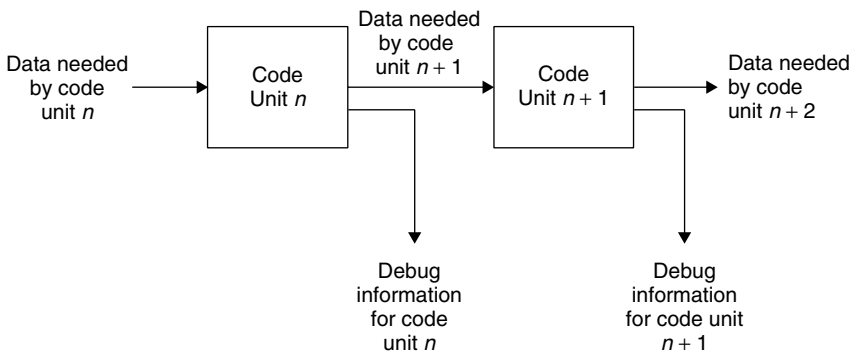 Data needed
by code
unit n
Code
Unit n
Data needed
by code
unit n + 1
Code
Unit n + 1
Data needed
by code
unit n + 2
Debug
information
for code
unit n
Debug
information
for code unit
n + 1